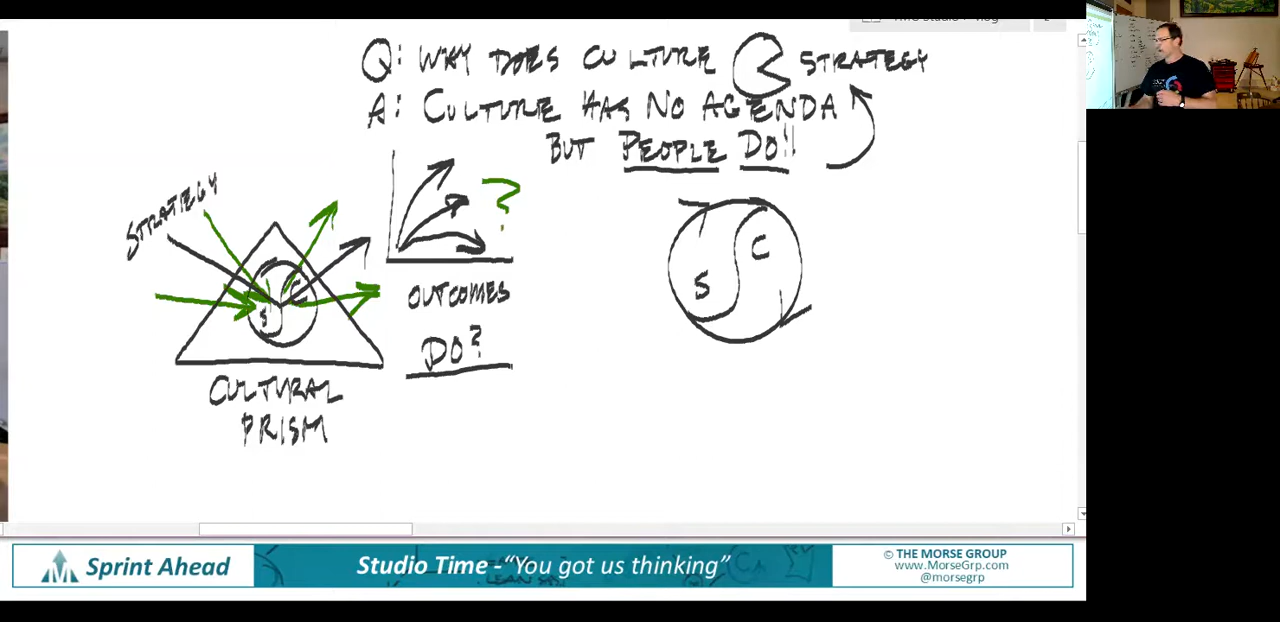 Q: WHY DOES CULTURE STRATEGY
A: CULTURE HAS NO AGENDA
BUT PEOPLE DO!!
STRATEGY
?
S C
S C
OUTCOMES
DO?
CULTURAL
PRISM
Sprint Ahead
Studio Time -"You got us thinking"
© THE MORSE GROUP
www.MorseGrp.com
@morsegrp